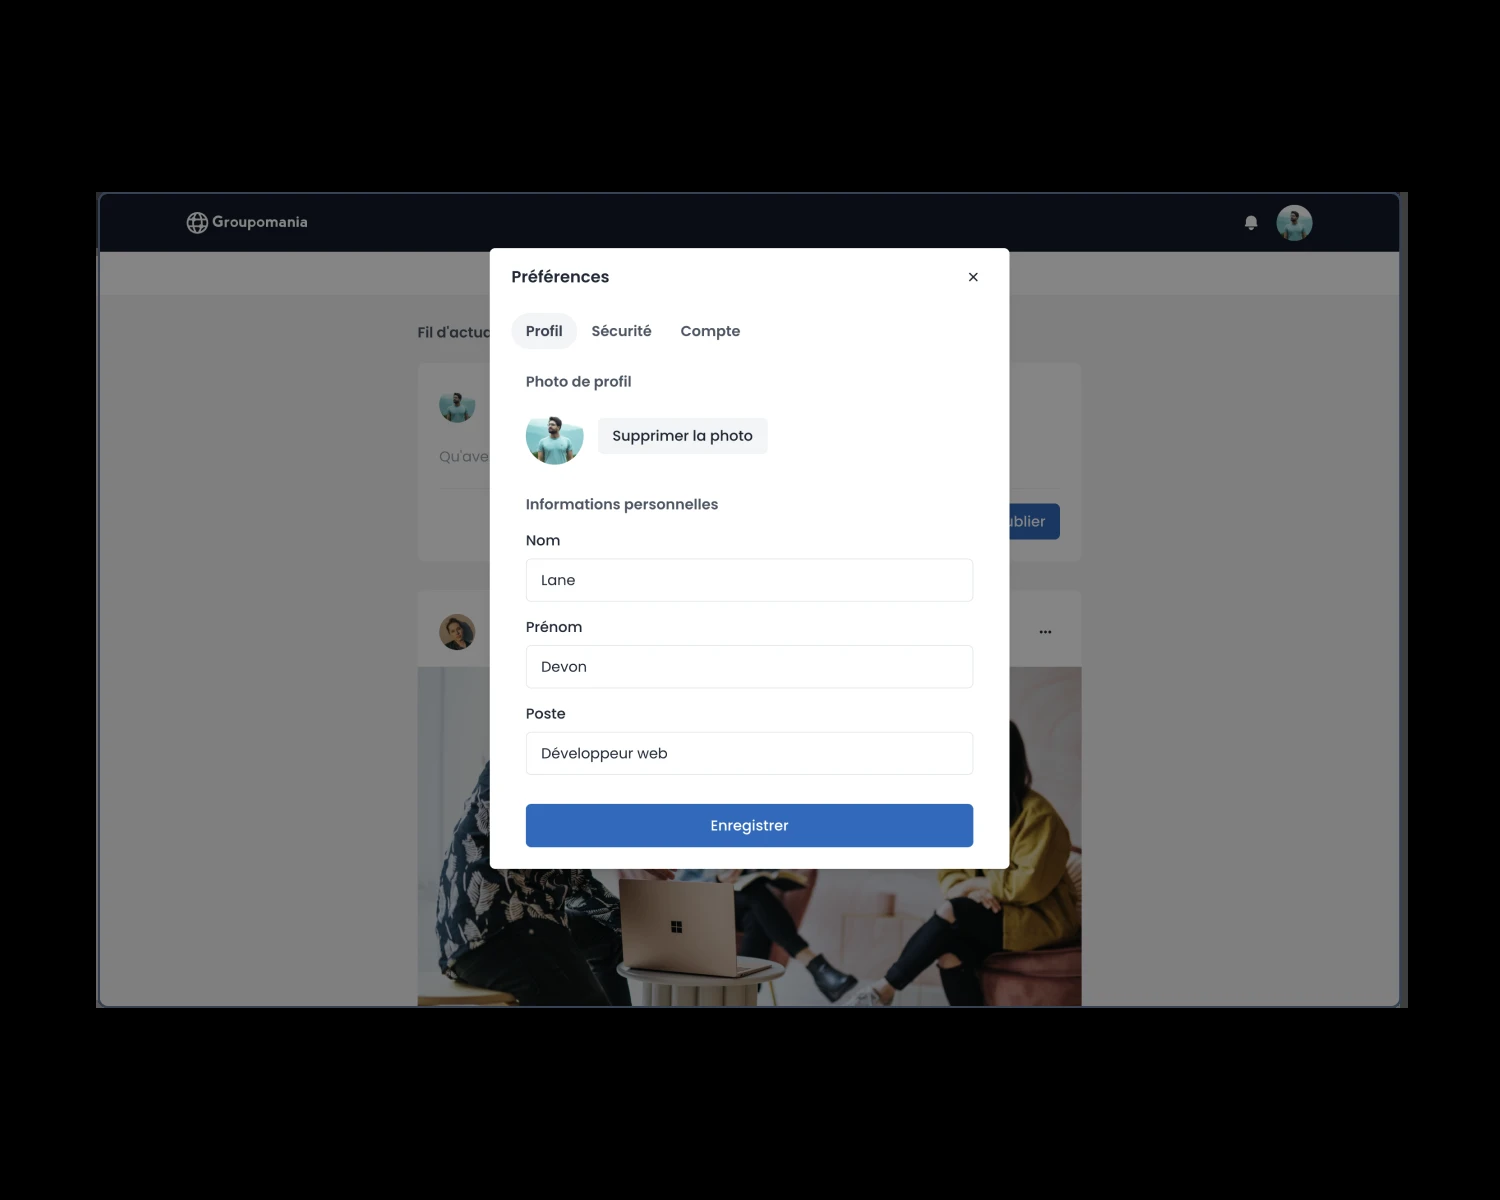 Groupomania
Préférences
Profil Sécurité Compte
Fil d'actua
Photo de profil
Supprimer la photo
Qu'ave
Informations personnelles
ublier
Nom
Lane
Prénom
Devon
Poste
Développeur web
Enregistrer